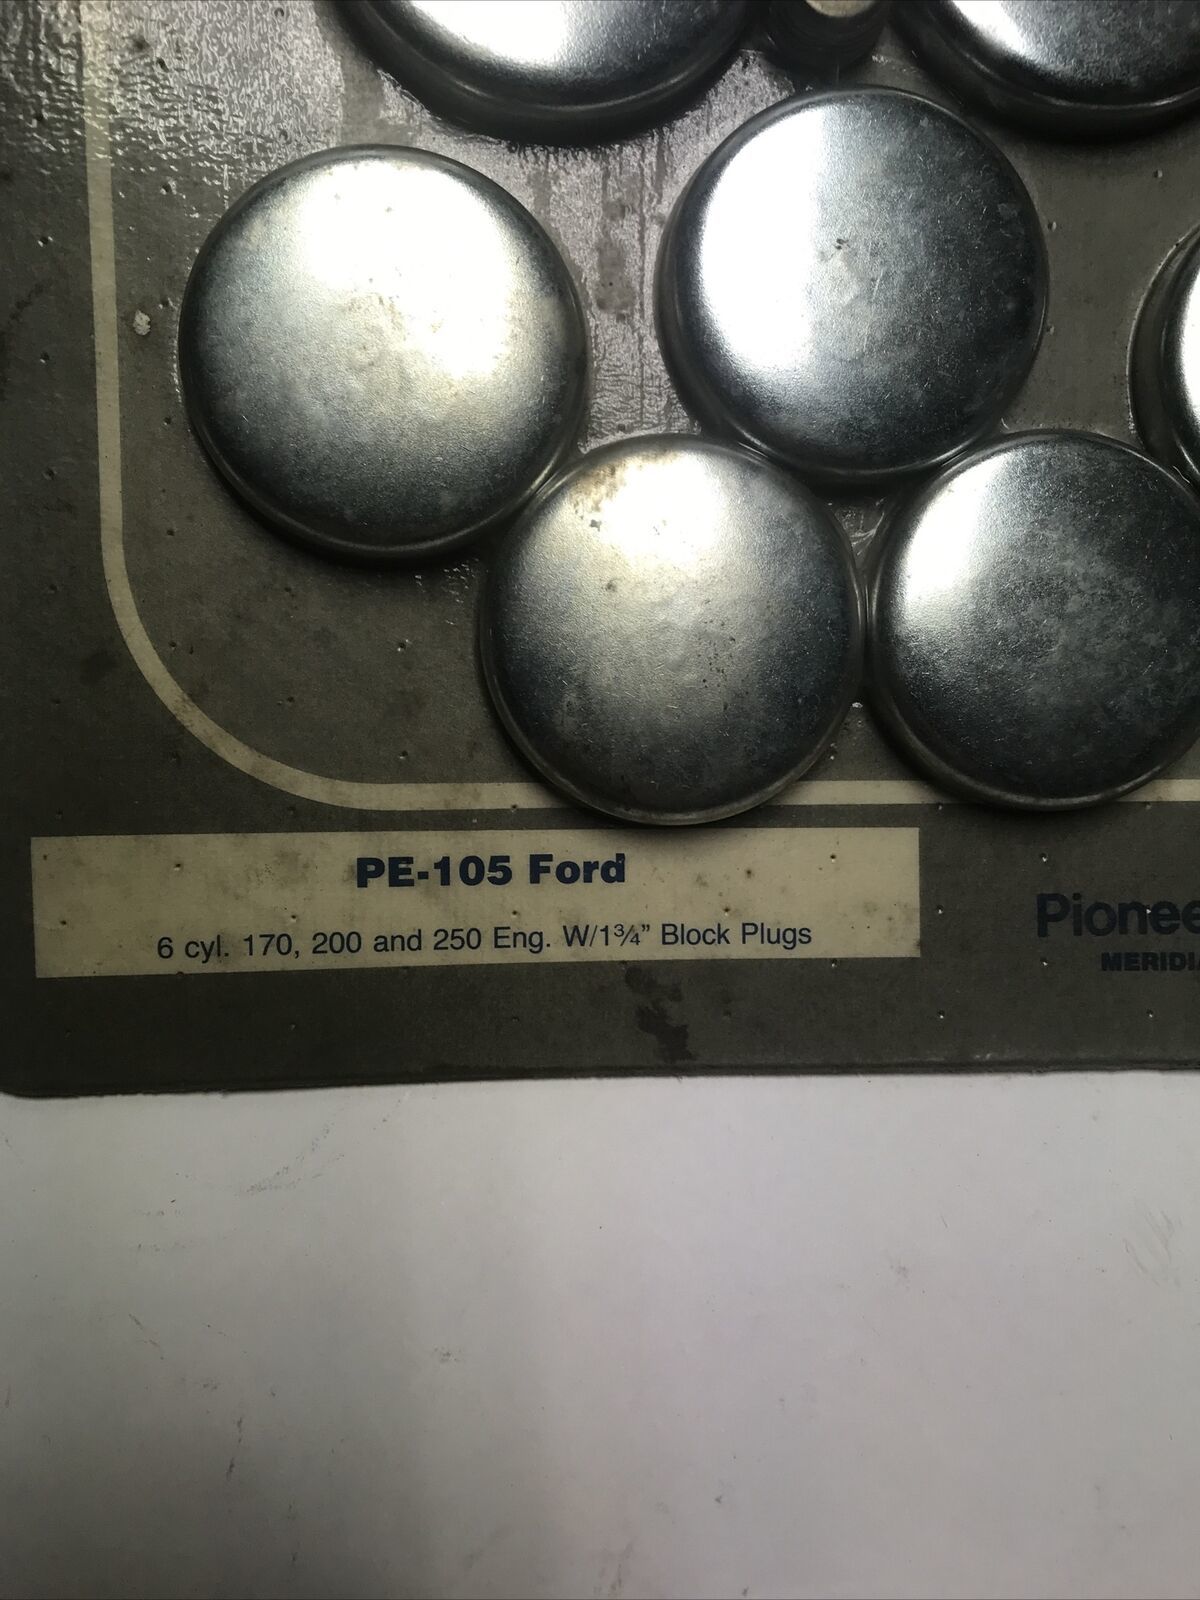 PE-105 Ford
6 cyl. 170, 200 and 250 Eng. W/1¾" Block Plugs